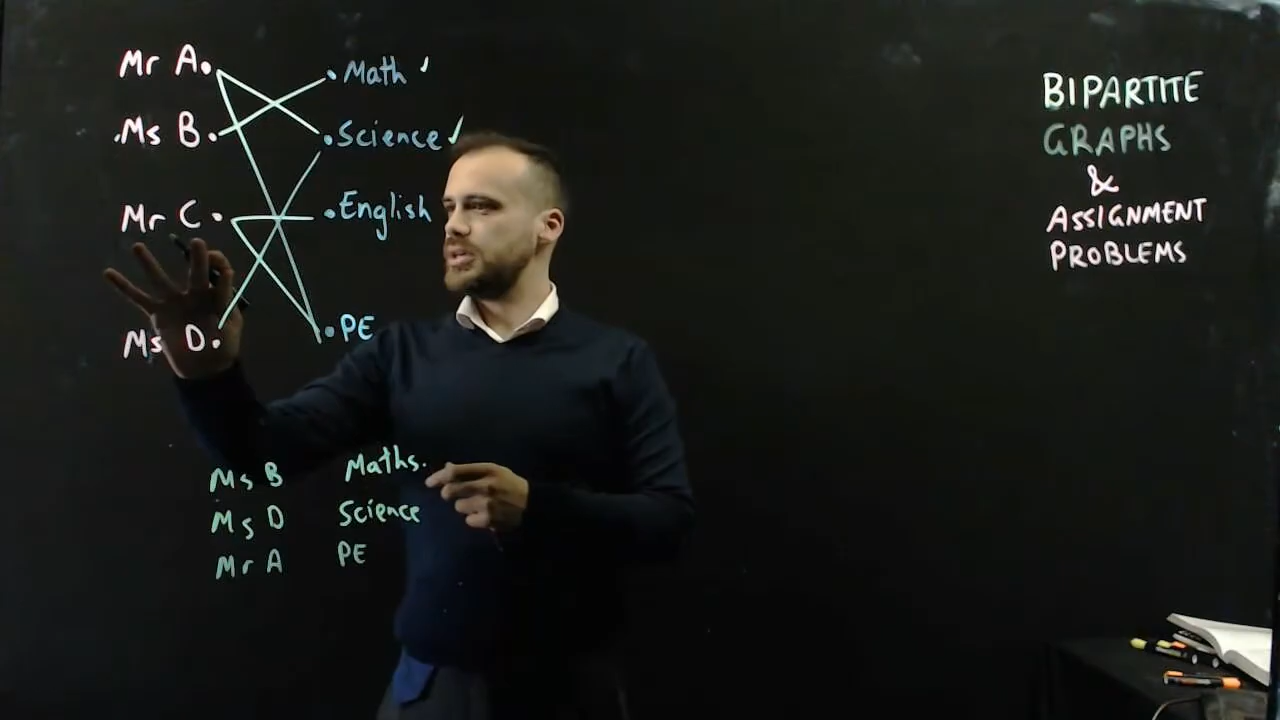 Mr A. . Math ✓
.Ms B. . Science ✓
Mr C . . English
Ms D. . PE
Ms B Maths.
Ms D Science
Mr A PE
BIPARTITE
GRAPHS
&
ASSIGNMENT
PROBLEMS